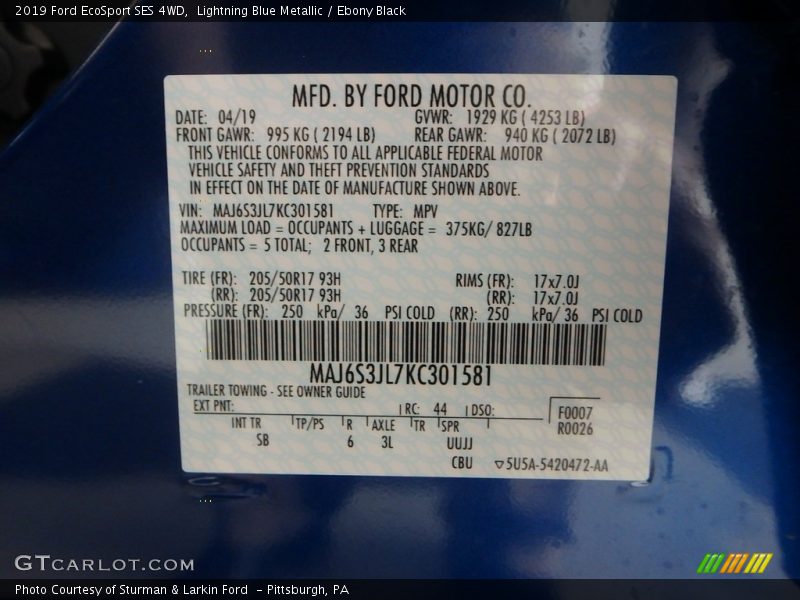 2019 Ford EcoSport SES 4WD, Lightning Blue Metallic / Ebony Black
MFD. BY FORD MOTOR CO.
DATE: 04/19 GVWR: 1929 KG ( 4253 LB)
FRONT GAWR: 995 KG ( 2194 LB) REAR GAWR: 940 KG ( 2072 LB)
THIS VEHICLE CONFORMS TO ALL APPLICABLE FEDERAL MOTOR
VEHICLE SAFETY AND THEFT PREVENTION STANDARDS
IN EFFECT ON THE DATE OF MANUFACTURE SHOWN ABOVE.
VIN: MAJ6S3JL7KC301581 TYPE: MPV
MAXIMUM LOAD = OCCUPANTS + LUGGAGE = 375KG/ 827LB
OCCUPANTS = 5 TOTAL; 2 FRONT, 3 REAR
TIRE (FR): 205/50R17 93H RIMS (FR): 17x7.0J
(RR): 205/50R17 93H (RR): 17x7.0J
PRESSURE (FR): 250 kPa/ 36 PSI COLD (RR): 250 kPa/ 36 PSI COLD
MAJ6S3JL7KC301581
TRAILER TOWING - SEE OWNER GUIDE
EXT PNT: RC: 44 DSO: F0007
INT TR TP/PS R AXLE TR SPR R0026
SB 6 3L UUJJ
CBU 5U5A-5420472-AA
GTCARLOT.COM
Photo Courtesy of Sturman & Larkin Ford - Pittsburgh, PA